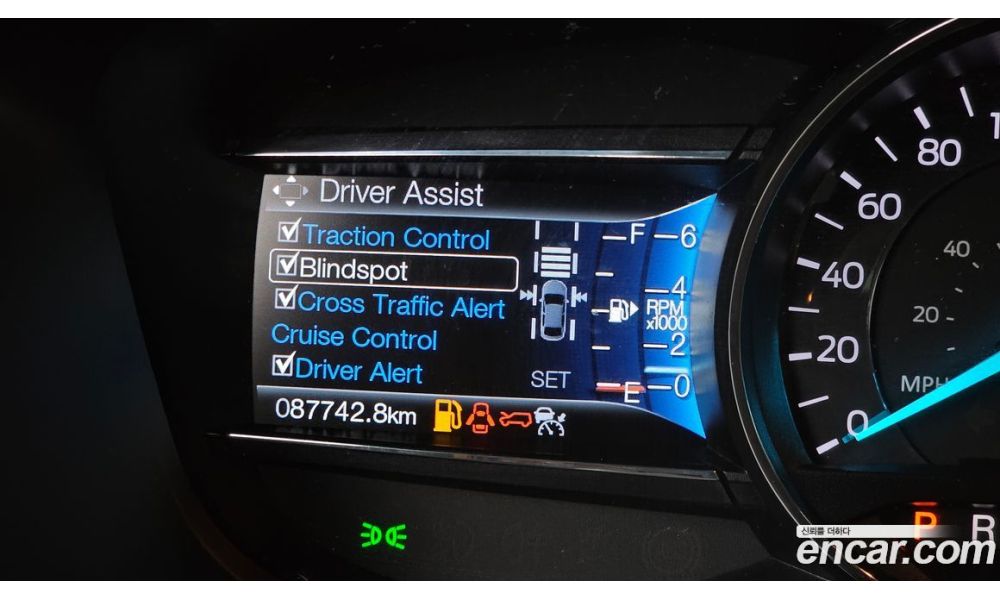 Driver Assist
Traction Control
Blindspot
Cross Traffic Alert
Cruise Control
Driver Alert
SET
087742.8km
F
E
6
4
RPM
x1000
2
0
80
60
40
20
0
40
20
MPH
P R
신뢰를 더하다
encar.com